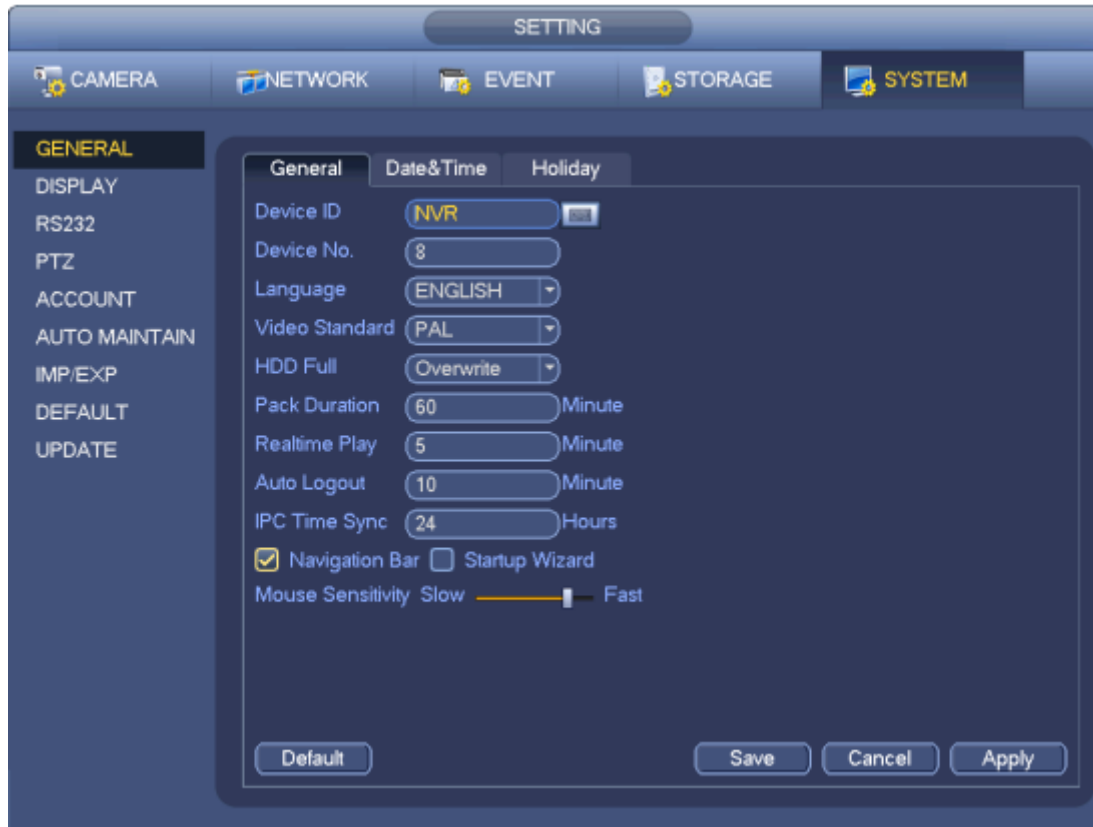 SETTING
CAMERA NETWORK EVENT STORAGE SYSTEM
GENERAL
DISPLAY
RS232
PTZ
ACCOUNT
AUTO MAINTAIN
IMP/EXP
DEFAULT
UPDATE
General Date&Time Holiday
Device ID NVR
Device No. 8
Language ENGLISH
Video Standard PAL
HDD Full Overwrite
Pack Duration 60 Minute
Realtime Play 5 Minute
Auto Logout 10 Minute
IPC Time Sync 24 Hours
Navigation Bar Startup Wizard
Mouse Sensitivity Slow Fast
Default Save Cancel Apply